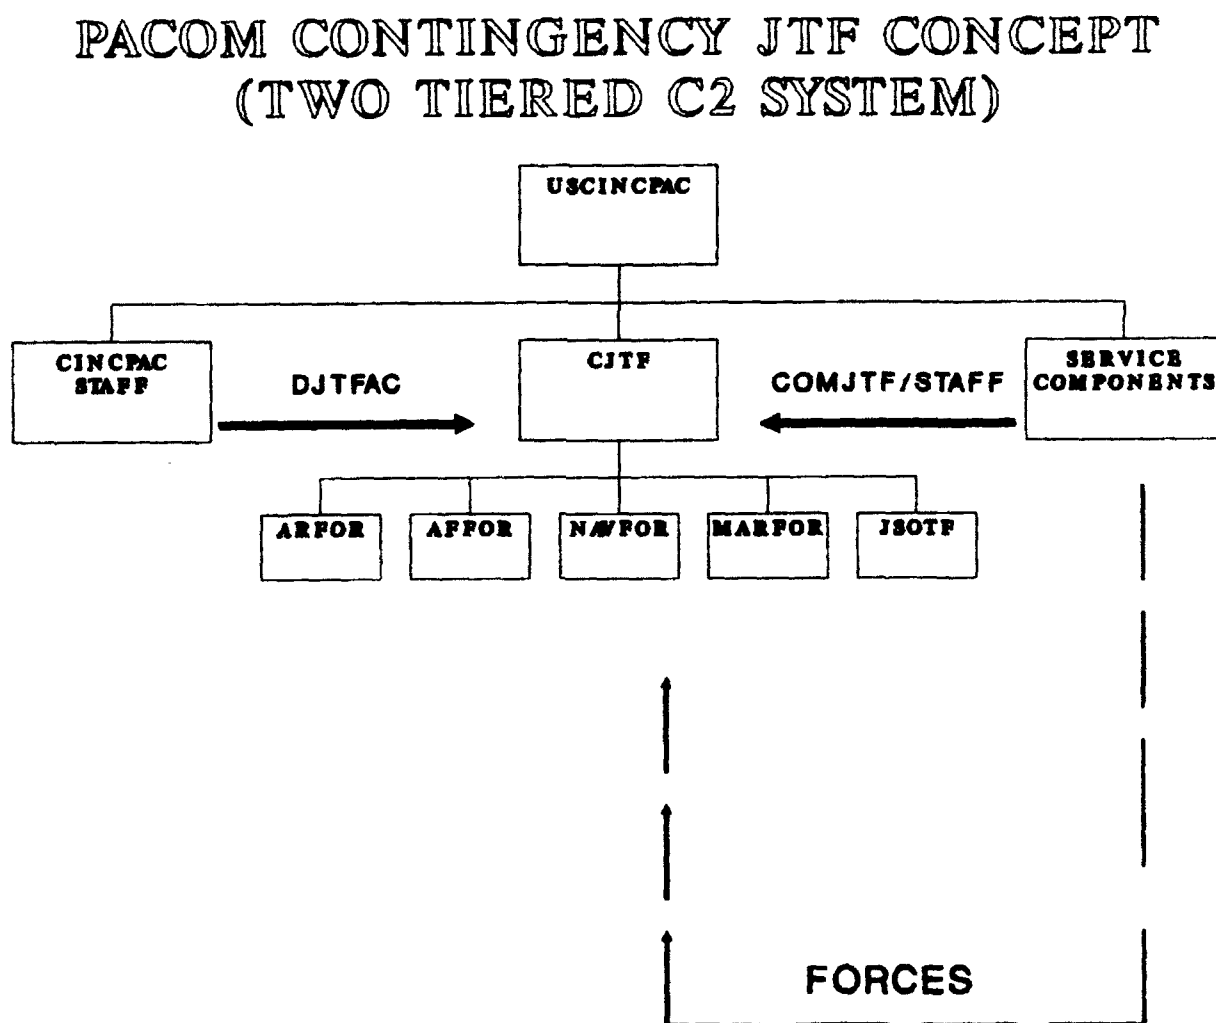 PACOM CONTINGENCY JTF CONCEPT
(TWO TIERED C2 SYSTEM)
USCINCPAC
CINCPAC
STAFF
DJTFAC
CJTF
COMJTF/STAFF
SERVICE
COMPONENTS
ARFOR
AFFOR
NAVFOR
MARFOR
JSOTF
FORCES